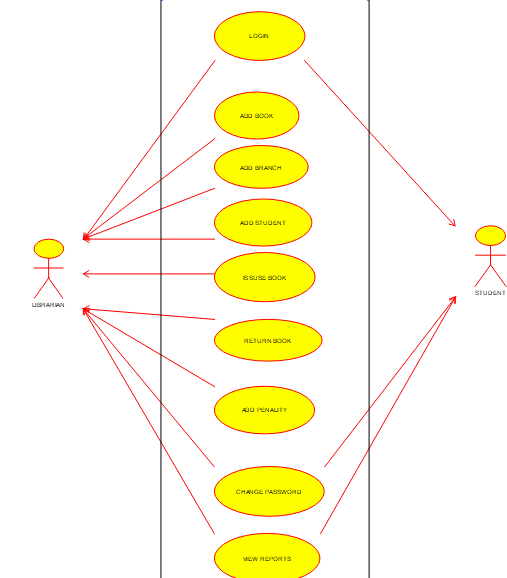 LOGIN
ADD BOOK
ADD BRANCH
ADD STUDENT
ISSUSE BOOK
LIBRARIAN
STUDENT
RETURN BOOK
ADD PENALITY
CHANGE PASSWORD
VIEW REPORTS